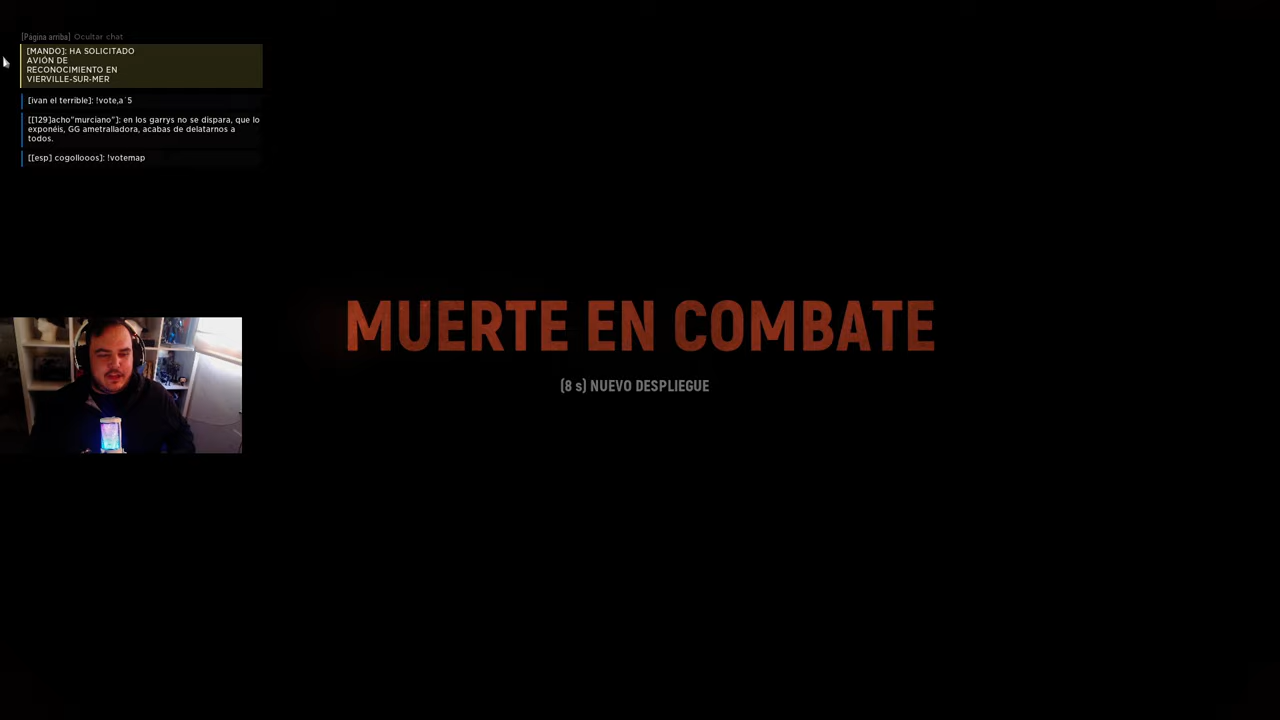 [Página arriba] Ocultar chat
[MANDO]: HA SOLICITADO
AVIÓN DE
RECONOCIMIENTO EN
VIERVILLE-SUR-MER
[ivan el terrible]: !vote,a´5
[[129]acho"murciano"]: en los garrys no se dispara, que lo
exponéis, GG ametralladora, acabas de delatarnos a
todos.
[[esp] cogollooos]: !votemap
MUERTE EN COMBATE
(8 s) NUEVO DESPLIEGUE